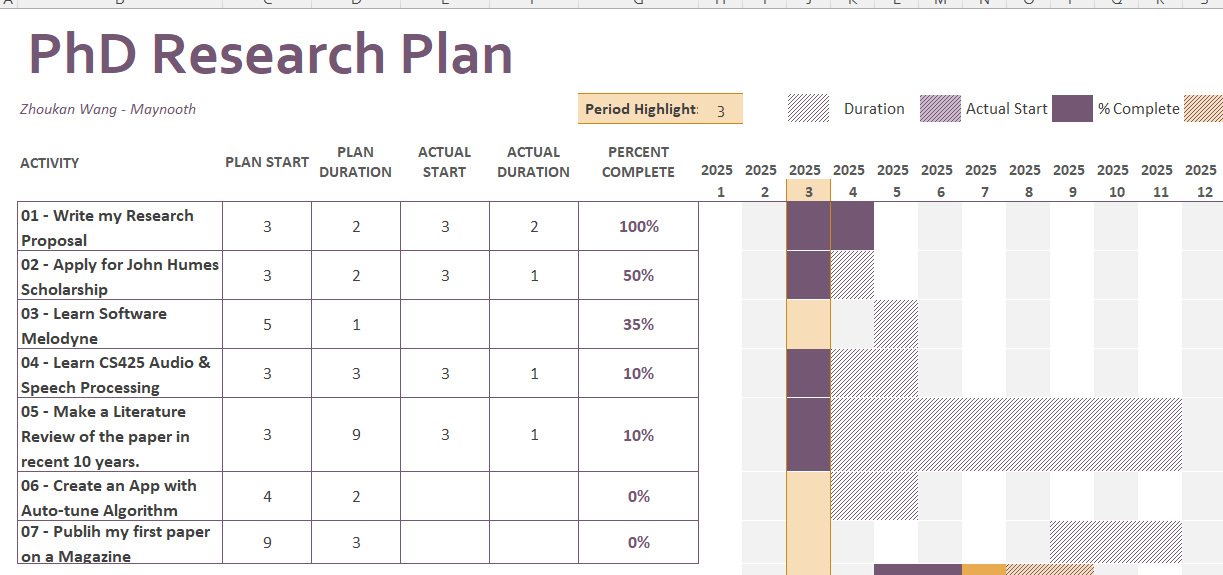 PhD Research Plan
Zhoukan Wang - Maynooth
Period Highlight: 3
Duration
Actual Start
% Complete
ACTIVITY
PLAN START
PLAN
DURATION
ACTUAL
START
ACTUAL
DURATION
PERCENT
COMPLETE
2025 2025 2025 2025 2025 2025 2025 2025 2025 2025 2025 2025
1 2 3 4 5 6 7 8 9 10 11 12
01 - Write my Research
Proposal
3 2 3 2 100%
02 - Apply for John Humes
Scholarship
3 2 3 1 50%
03 - Learn Software
Melodyne
5 1 35%
04 - Learn CS425 Audio &
Speech Processing
3 3 3 1 10%
05 - Make a Literature
Review of the paper in
recent 10 years.
3 9 3 1 10%
06 - Create an App with
Auto-tune Algorithm
4 2 0%
07 - Publih my first paper
on a Magazine
9 3 0%